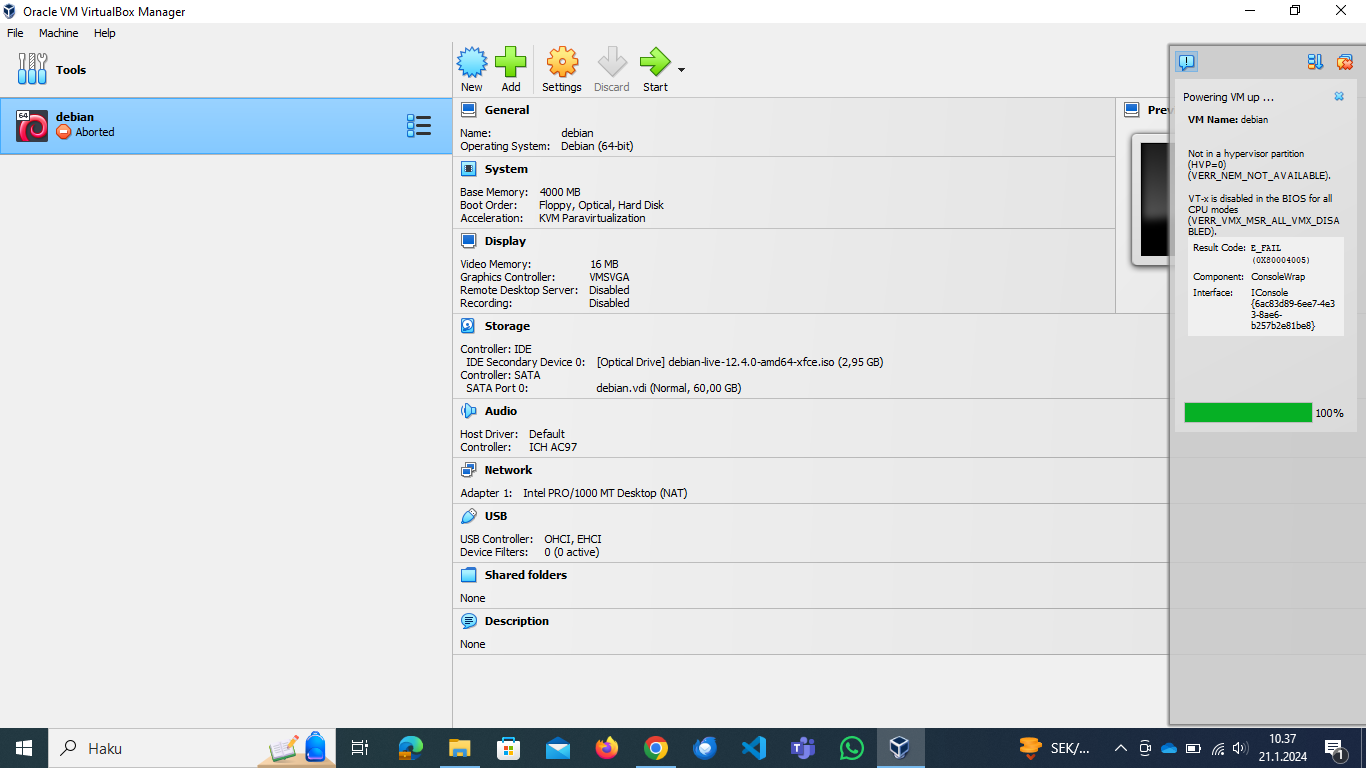 Oracle VM VirtualBox Manager
File Machine Help
Tools
64
debian
Aborted
New Add Settings Discard Start
General
Name: debian
Operating System: Debian (64-bit)
System
Base Memory: 4000 MB
Boot Order: Floppy, Optical, Hard Disk
Acceleration: KVM Paravirtualization
Display
Video Memory: 16 MB
Graphics Controller: VMSVGA
Remote Desktop Server: Disabled
Recording: Disabled
Storage
Controller: IDE
IDE Secondary Device 0: [Optical Drive] debian-live-12.4.0-amd64-xfce.iso (2,95 GB)
Controller: SATA
SATA Port 0: debian.vdi (Normal, 60,00 GB)
Audio
Host Driver: Default
Controller: ICH AC97
Network
Adapter 1: Intel PRO/1000 MT Desktop (NAT)
USB
USB Controller: OHCI, EHCI
Device Filters: 0 (0 active)
Shared folders
None
Description
None
Prev
Powering VM up ...
VM Name: debian
Not in a hypervisor partition
(HVP=0)
(VERR_NEM_NOT_AVAILABLE).
VT-x is disabled in the BIOS for all
CPU modes
(VERR_VMX_MSR_ALL_VMX_DISA
BLED).
Result Code: E_FAIL
(0X80004005)
Component: ConsoleWrap
Interface: IConsole
{6ac83d89-6ee7-4e3
3-8ae6-
b257b2e81be8}
100%
Haku
SEK/...
10.37
21.1.2024
1